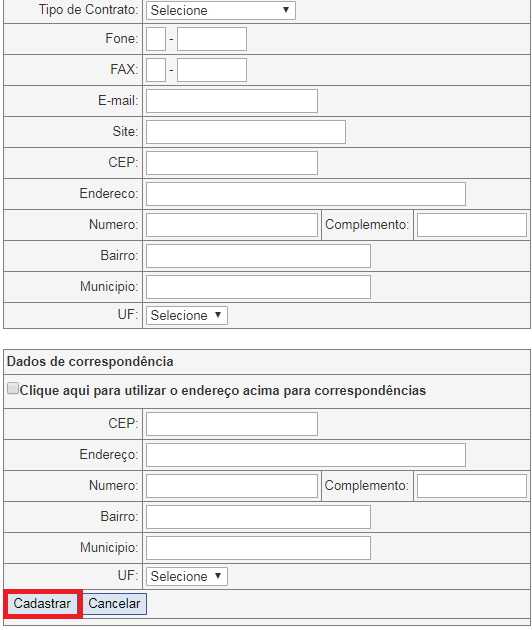 Tipo de Contrato: Selecione
Fone: -
FAX: -
E-mail:
Site:
CEP:
Endereco:
Numero: Complemento:
Bairro:
Municipio:
UF: Selecione
Dados de correspondência
Clique aqui para utilizar o endereço acima para correspondências
CEP:
Endereço:
Numero: Complemento:
Bairro:
Municipio:
UF: Selecione
Cadastrar Cancelar